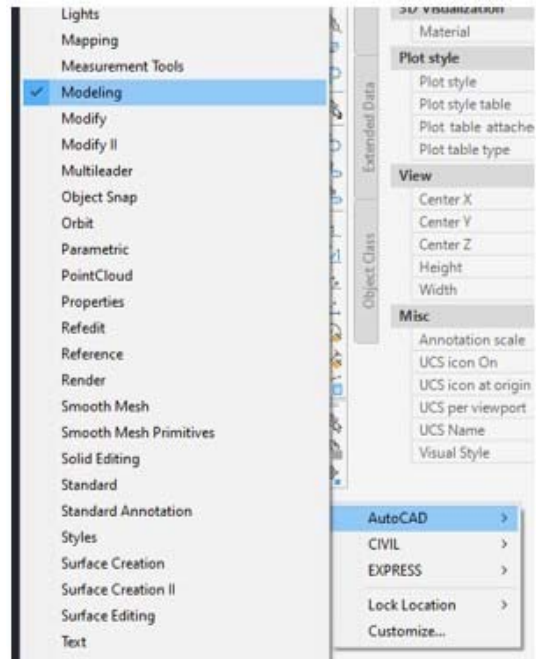 Lights
Mapping
Measurement Tools
Modeling
Modify
Modify II
Multileader
Object Snap
Orbit
Parametric
PointCloud
Properties
Refedit
Reference
Render
Smooth Mesh
Smooth Mesh Primitives
Solid Editing
Standard
Standard Annotation
Styles
Surface Creation
Surface Creation II
Surface Editing
Text
Extended Data
Object Class
3D Visualization
Material
Plot style
Plot style
Plot style table
Plot table attache
Plot table type
View
Center X
Center Y
Center Z
Height
Width
Misc
Annotation scale
UCS icon On
UCS icon at origin
UCS per viewport
UCS Name
Visual Style
AutoCAD
CIVIL
EXPRESS
Lock Location
Customize...